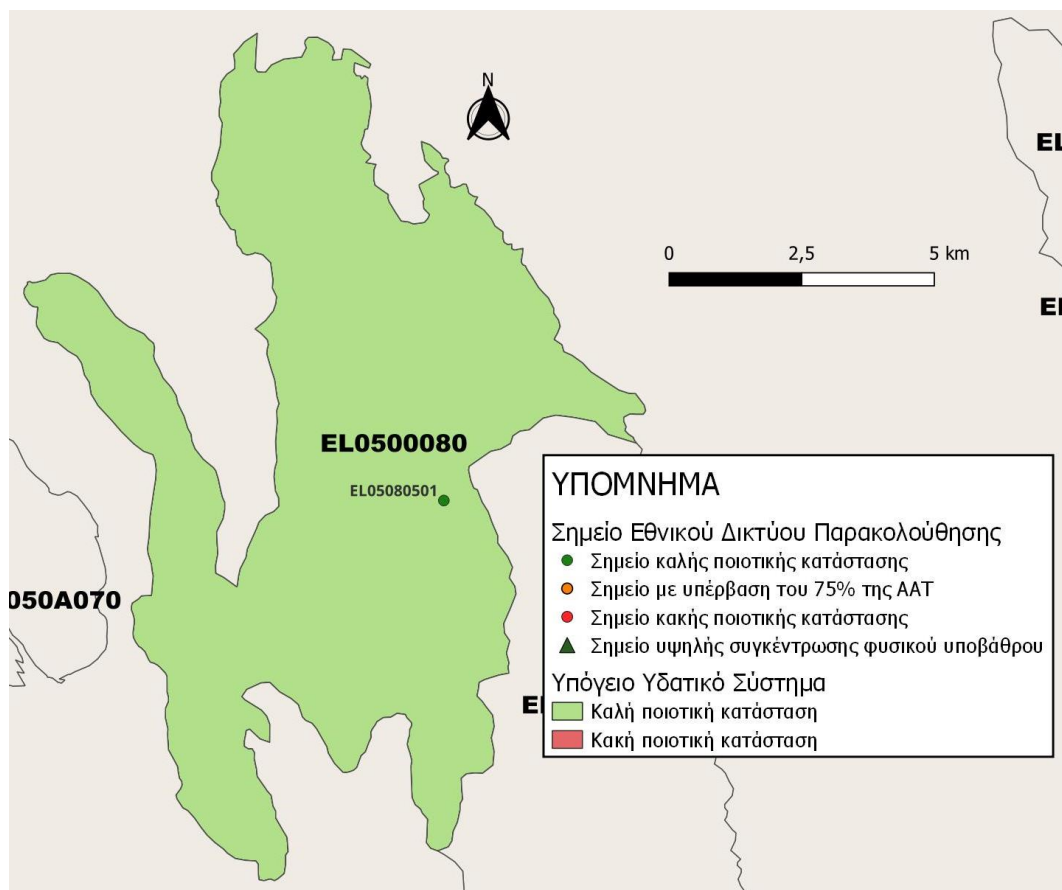 N
EL
0 2,5 5 km
EL0500080
EL05080501
050A070
ΥΠΟΜΝΗΜΑ
Σημείο Εθνικού Δικτύου Παρακολούθησης
Σημείο καλής ποιοτικής κατάστασης
Σημείο με υπέρβαση του 75% της ΑΑΤ
Σημείο κακής ποιοτικής κατάστασης
Σημείο υψηλής συγκέντρωσης φυσικού υποβάθρου
Υπόγειο Υδατικό Σύστημα
Καλή ποιοτική κατάσταση
Κακή ποιοτική κατάσταση